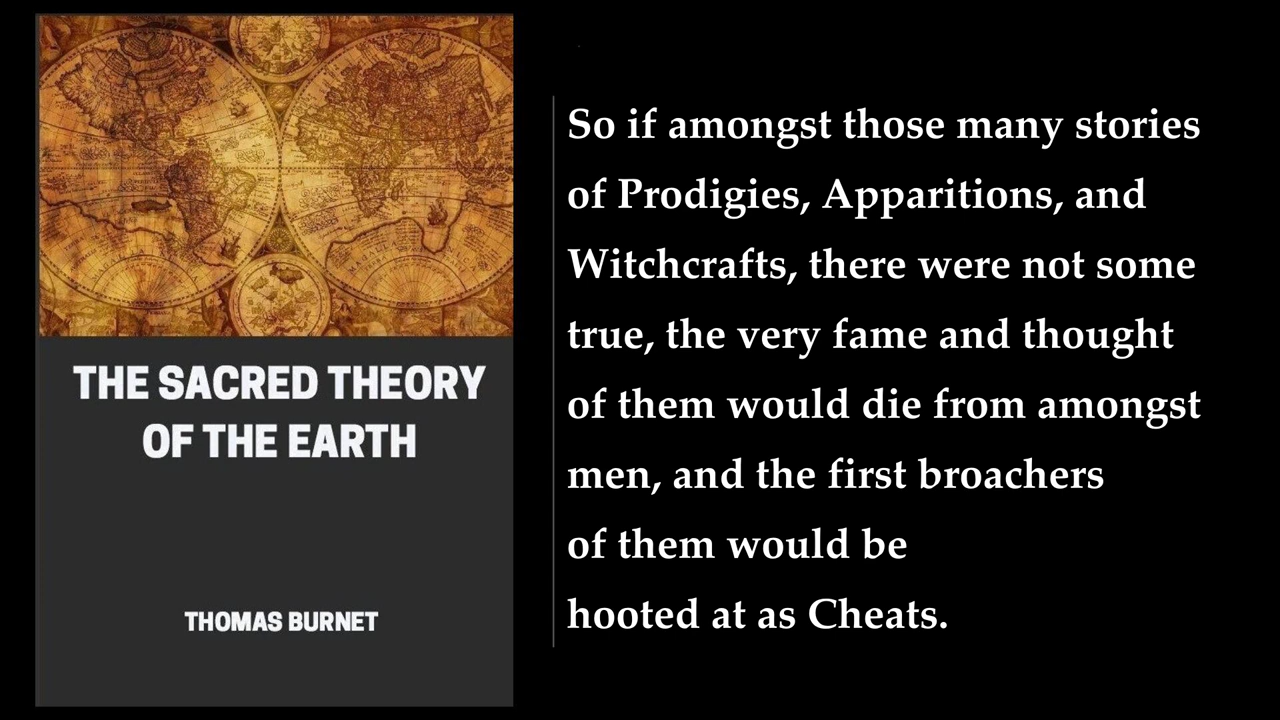 THE SACRED THEORY
OF THE EARTH
THOMAS BURNET
So if amongst those many stories
of Prodigies, Apparitions, and
Witchcrafts, there were not some
true, the very fame and thought
of them would die from amongst
men, and the first broachers
of them would be
hooted at as Cheats.